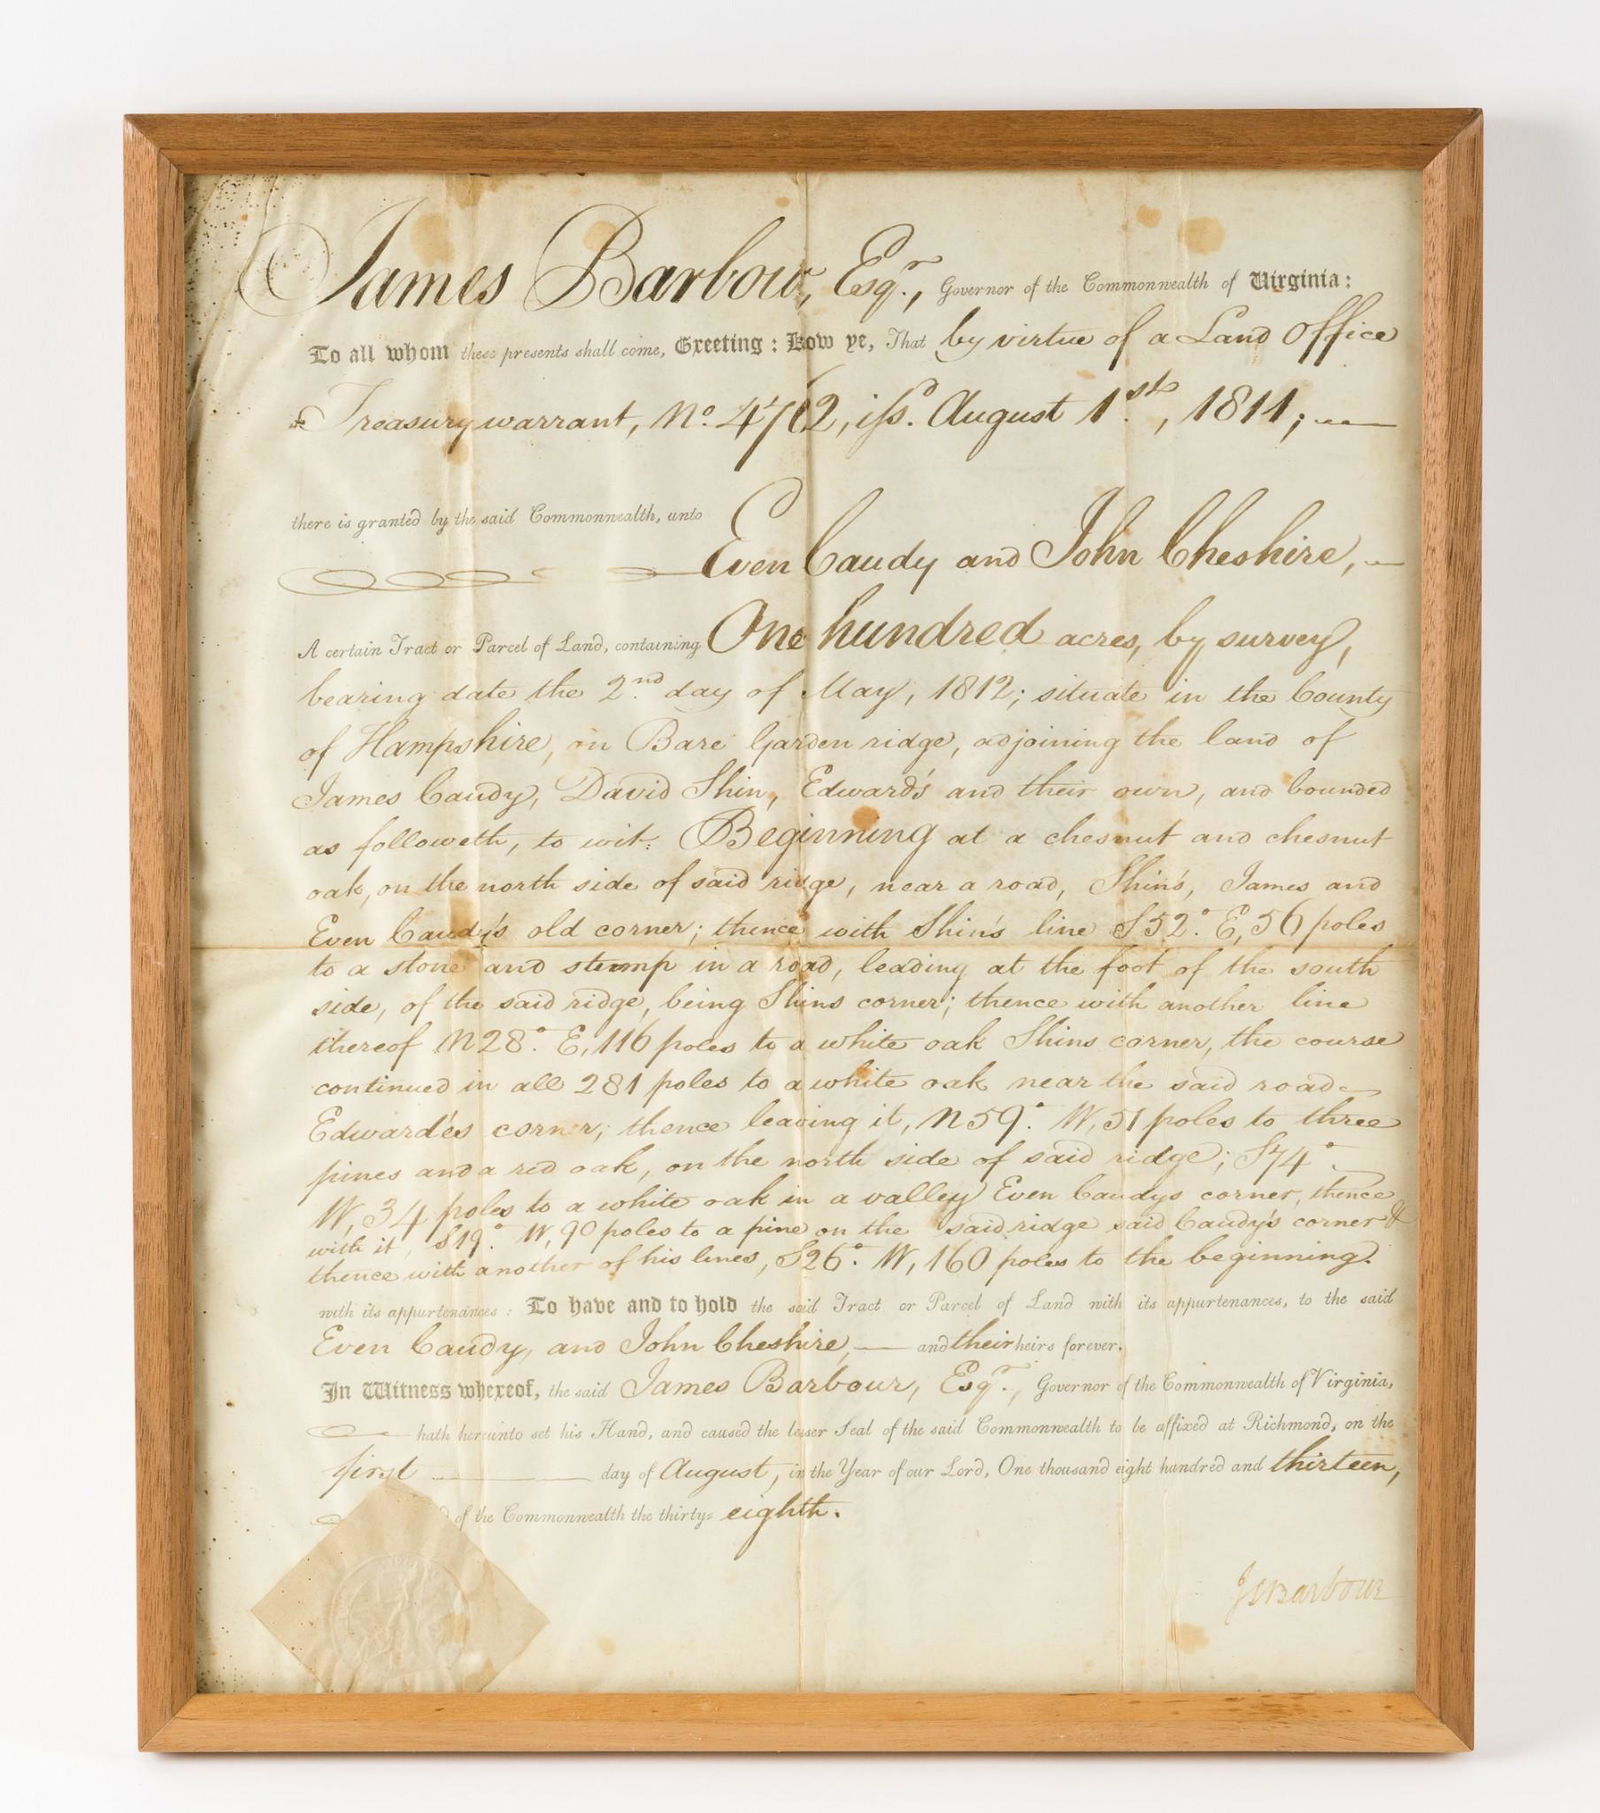 James Barbour, Esqr., Governor of the Commonwealth of Virginia:
To all whom these presents shall come, Greeting: Know ye, That by virtue of a Land Office
Treasury warrant, No. 4762, issd. August 1st., 1811;
there is granted by the said Commonwealth, unto
Even Caudy and John Cheshire,
A certain Tract or Parcel of Land, containing One hundred acres, by survey,
bearing date the 2nd. day of May, 1812; situate in the County
of Hampshire, on Bare Garden ridge, adjoining the land of
James Caudy, David Shin, Edward's and their own, and bounded
as followeth, to wit: Beginning at a chesnut and chesnut
oak, on the north side of said ridge, near a road, Shin's, James and
Even Caudy's old corner; thence with Shin's line S52°. E, 56 poles
to a stone and stump in a road, leading at the foot of the south
side, of the said ridge, being Shins corner; thence with another line
thereof N28°. E, 116 poles to a white oak Shins corner, the course
continued in all 281 poles to a white oak near the said road
Edward'es corner; thence leaving it, N59°. W, 51 poles to three
pines and a red oak, on the north side of said ridge; S74°.
W, 34 poles to a white oak in a valley Even Caudys corner, thence
with it, S19°. W, 90 poles to a pine on the said ridge said Caudy's corner &
thence with another of his lines, S26°. W, 160 poles to the beginning.
with its appurtenances: To have and to hold the said Tract or Parcel of Land with its appurtenances, to the said
Even Caudy, and John Cheshire, and their heirs forever.
In Witness whereof, the said James Barbour, Esqr., Governor of the Commonwealth of Virginia,
hath hereunto set his Hand, and caused the lesser Seal of the said Commonwealth to be affixed at Richmond, on the
first day of August, in the Year of our Lord, One thousand eight hundred and thirteen,
of the Commonwealth the thirty= eighth.
Js Barbour